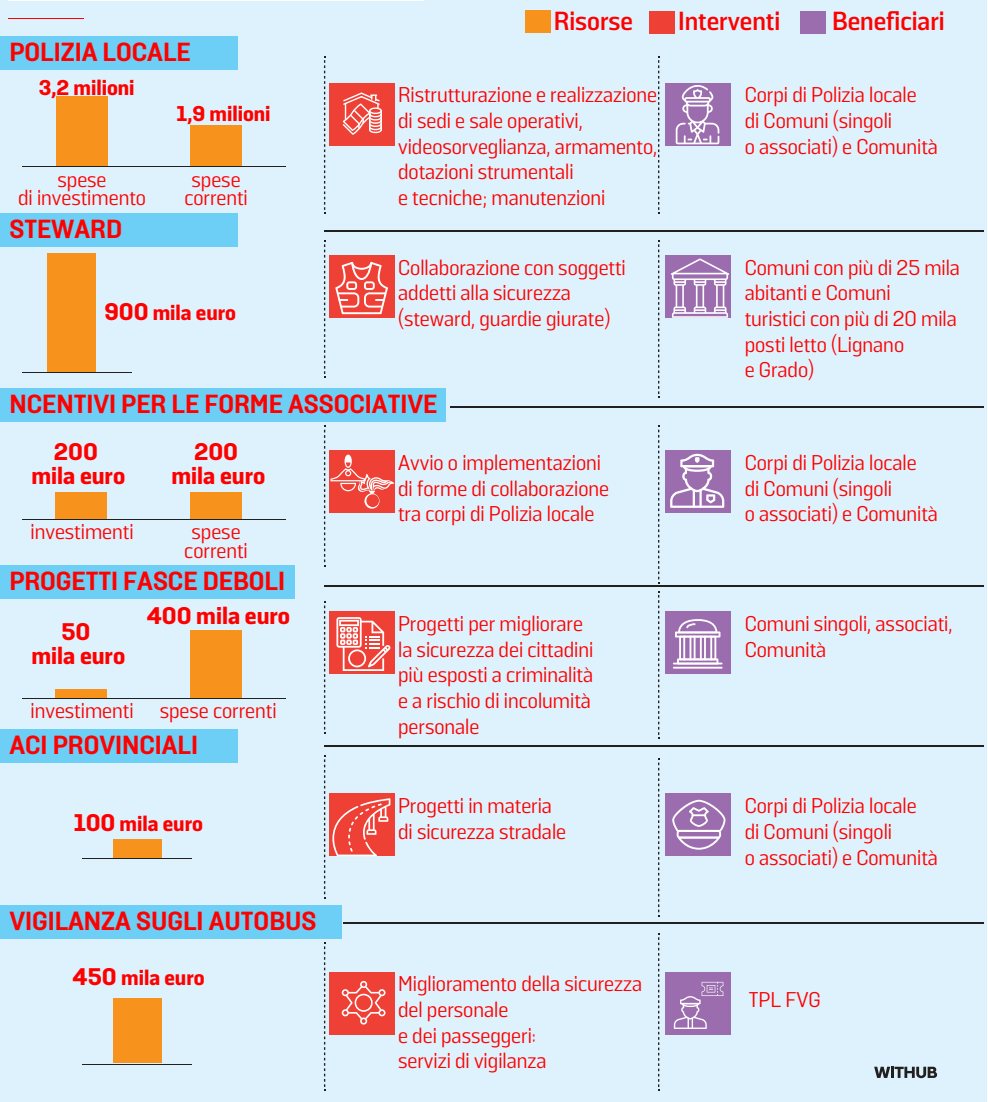 Risorse Interventi Beneficiari
POLIZIA LOCALE
3,2 milioni
1,9 milioni
spese
di investimento
spese
correnti
Ristrutturazione e realizzazione
di sedi e sale operativi,
videosorveglianza, armamento,
dotazioni strumentali
e tecniche; manutenzioni
Corpi di Polizia locale
di Comuni (singoli
o associati) e Comunità
STEWARD
900 mila euro
Collaborazione con soggetti
addetti alla sicurezza
(steward, guardie giurate)
Comuni con più di 25 mila
abitanti e Comuni
turistici con più di 20 mila
posti letto (Lignano
e Grado)
NCENTIVI PER LE FORME ASSOCIATIVE
200
mila euro
200
mila euro
investimenti
spese
correnti
Avvio o implementazioni
di forme di collaborazione
tra corpi di Polizia locale
Corpi di Polizia locale
di Comuni (singoli
o associati) e Comunità
PROGETTI FASCE DEBOLI
50
mila euro
400 mila euro
investimenti
spese correnti
Progetti per migliorare
la sicurezza dei cittadini
più esposti a criminalità
e a rischio di incolumità
personale
Comuni singoli, associati,
Comunità
ACI PROVINCIALI
100 mila euro
Progetti in materia
di sicurezza stradale
Corpi di Polizia locale
di Comuni (singoli
o associati) e Comunità
VIGILANZA SUGLI AUTOBUS
450 mila euro
Miglioramento della sicurezza
del personale
e dei passeggeri:
servizi di vigilanza
TPL FVG
WITHUB